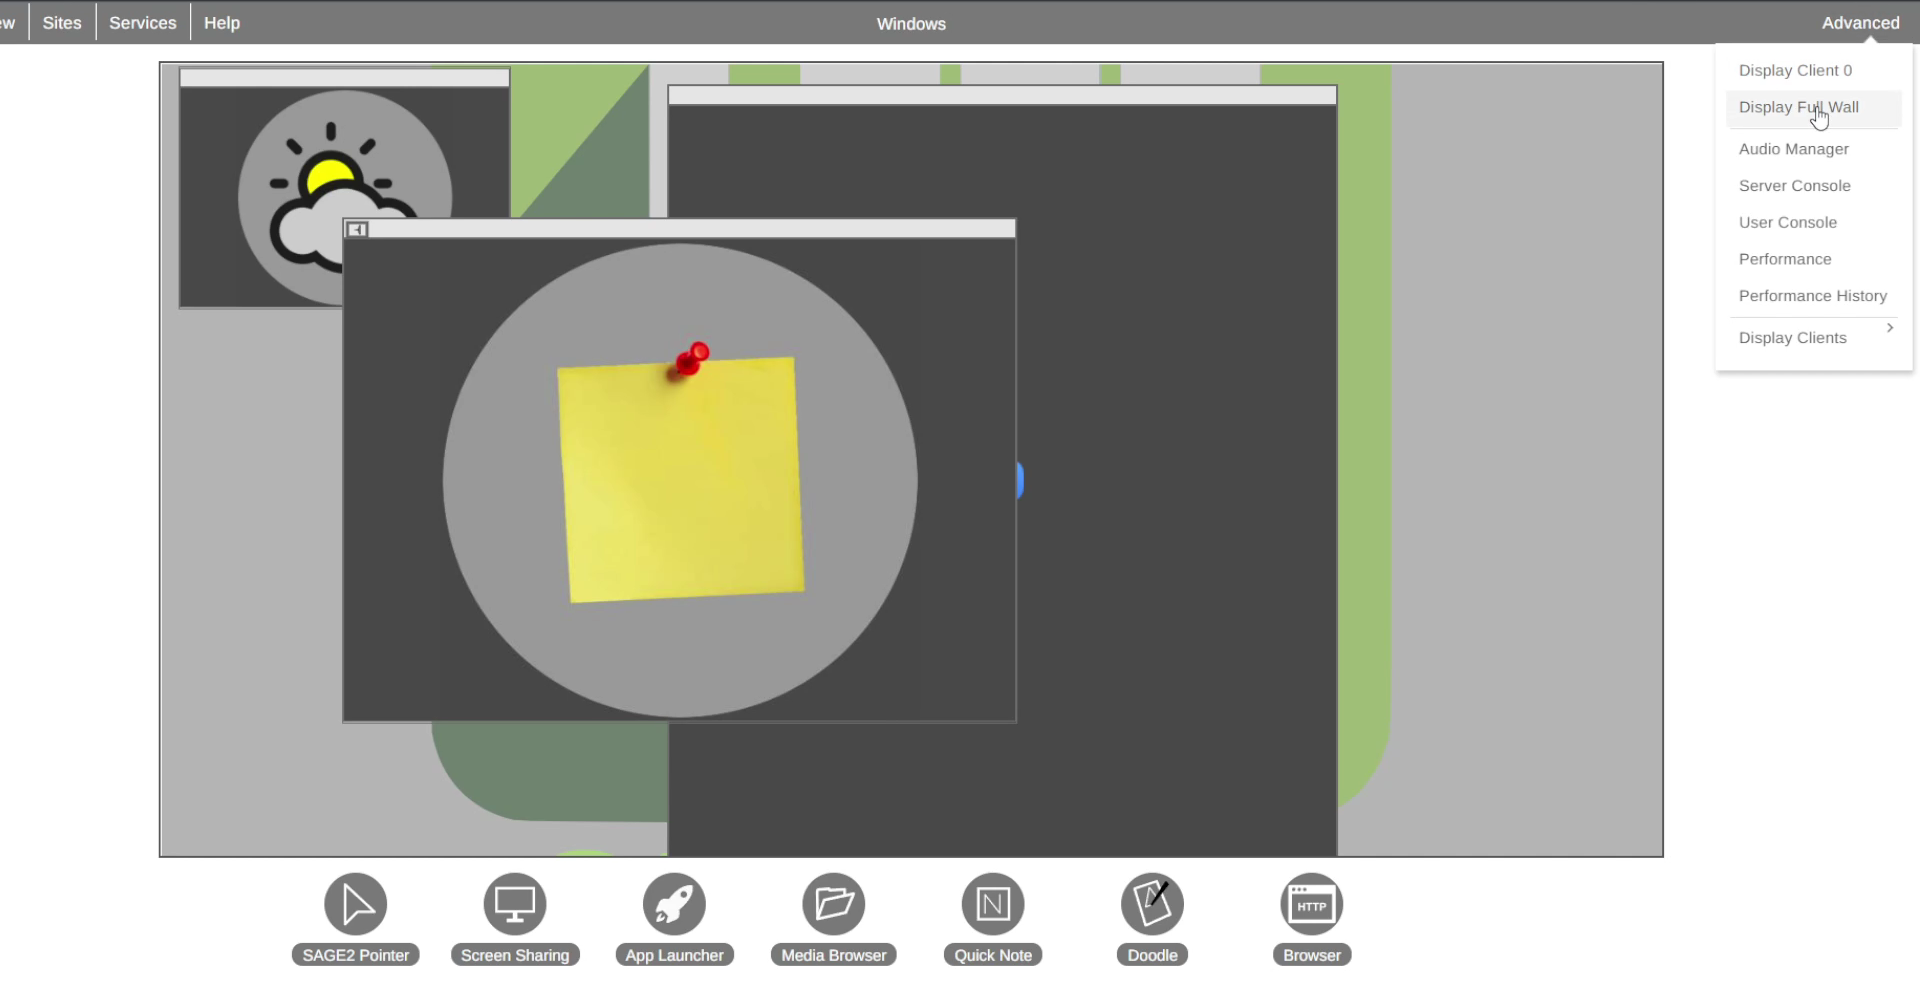 ew
Sites
Services
Help
Windows
Advanced
Display Client 0
Display Full Wall
Audio Manager
Server Console
User Console
Performance
Performance History
Display Clients
N
HTTP
SAGE2 Pointer
Screen Sharing
App Launcher
Media Browser
Quick Note
Doodle
Browser